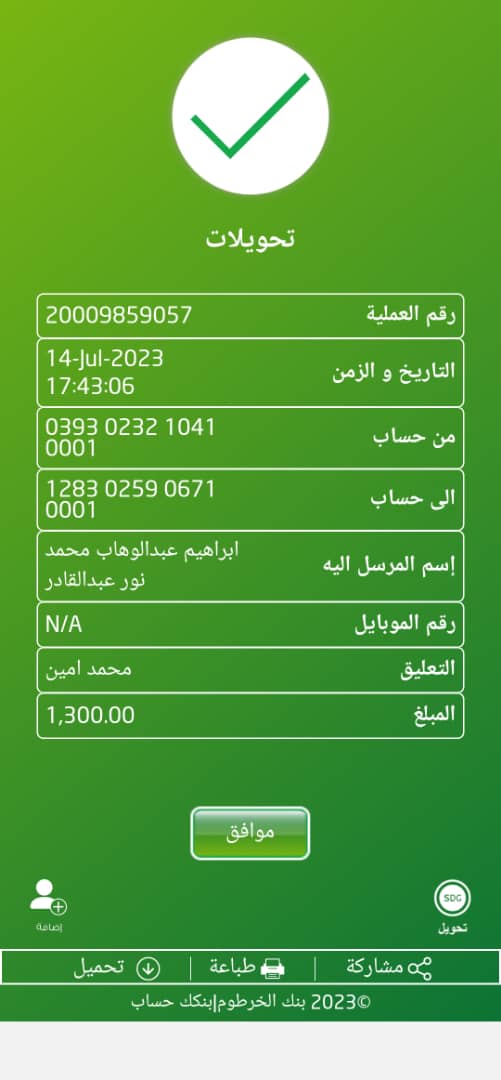 تحويلات
رقم العملية 20009859057
التاريخ و الزمن 14-Jul-2023
17:43:06
من حساب 0393 0232 1041
0001
الى حساب 1283 0259 0671
0001
إسم المرسل اليه ابراهيم عبدالوهاب محمد
نور عبدالقادر
رقم الموبايل N/A
التعليق محمد امين
المبلغ 1,300.00
موافق
SDG
تحويل
إضافة
مشاركة طباعة تحميل
©2023 بنك الخرطوم|بنكك حساب